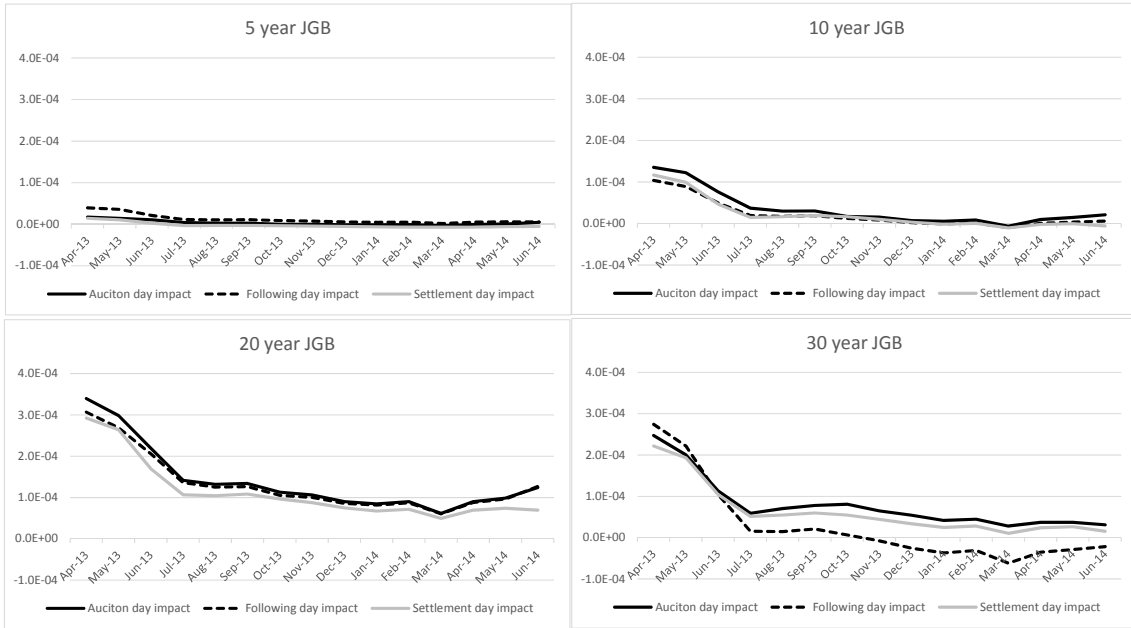 5 year JGB
4.0E-04
3.0E-04
2.0E-04
1.0E-04
0.0E+00
-1.0E-04
Apr-13 May-13 Jun-13 Jul-13 Aug-13 Sep-13 Oct-13 Nov-13 Dec-13 Jan-14 Feb-14 Mar-14 Apr-14 May-14 Jun-14
Auciton day impact Following day impact Settlement day impact
10 year JGB
4.0E-04
3.0E-04
2.0E-04
1.0E-04
0.0E+00
-1.0E-04
Apr-13 May-13 Jun-13 Jul-13 Aug-13 Sep-13 Oct-13 Nov-13 Dec-13 Jan-14 Feb-14 Mar-14 Apr-14 May-14 Jun-14
Auciton day impact Following day impact Settlement day impact
20 year JGB
4.0E-04
3.0E-04
2.0E-04
1.0E-04
0.0E+00
-1.0E-04
Apr-13 May-13 Jun-13 Jul-13 Aug-13 Sep-13 Oct-13 Nov-13 Dec-13 Jan-14 Feb-14 Mar-14 Apr-14 May-14 Jun-14
Auciton day impact Following day impact Settlement day impact
30 year JGB
4.0E-04
3.0E-04
2.0E-04
1.0E-04
0.0E+00
-1.0E-04
Apr-13 May-13 Jun-13 Jul-13 Aug-13 Sep-13 Oct-13 Nov-13 Dec-13 Jan-14 Feb-14 Mar-14 Apr-14 May-14 Jun-14
Auciton day impact Following day impact Settlement day impact